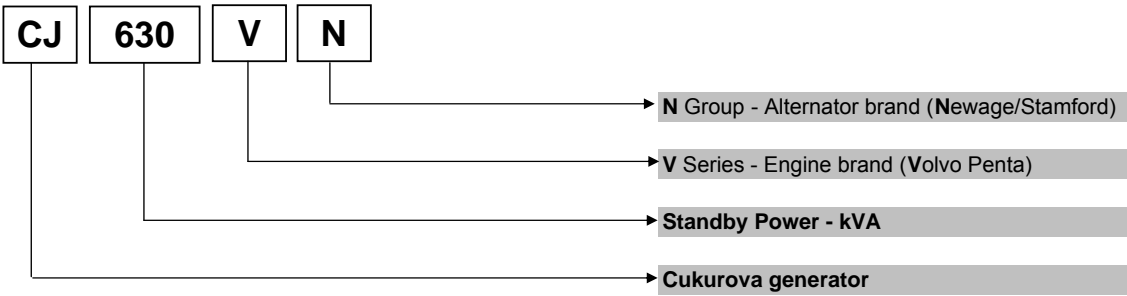 CJ 630 V N
N Group - Alternator brand (Newage/Stamford)
V Series - Engine brand (Volvo Penta)
Standby Power - kVA
Cukurova generator